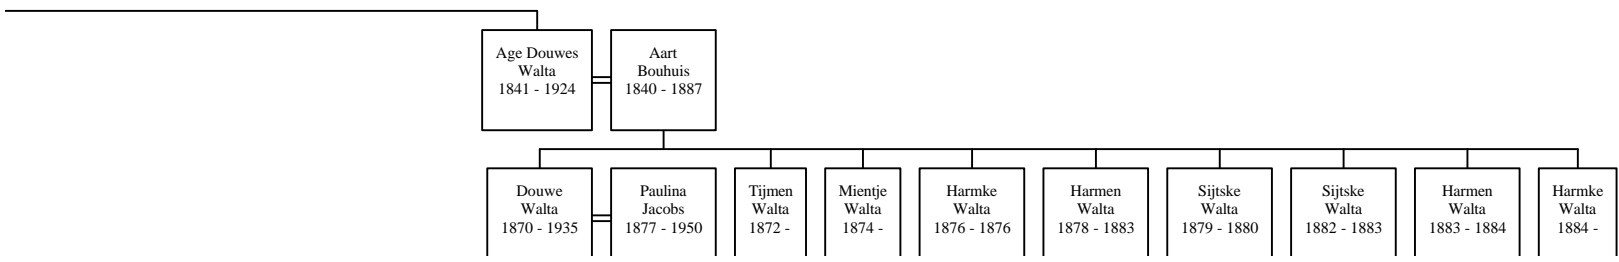 Age Douwes
Walta
1841 - 1924
Aart
Bouhuis
1840 - 1887
Douwe
Walta
1870 - 1935
Paulina
Jacobs
1877 - 1950
Tijmen
Walta
1872 -
Mientje
Walta
1874 -
Harmke
Walta
1876 - 1876
Harmen
Walta
1878 - 1883
Sijtske
Walta
1879 - 1880
Sijtske
Walta
1882 - 1883
Harmen
Walta
1883 - 1884
Harmke
Walta
1884 -